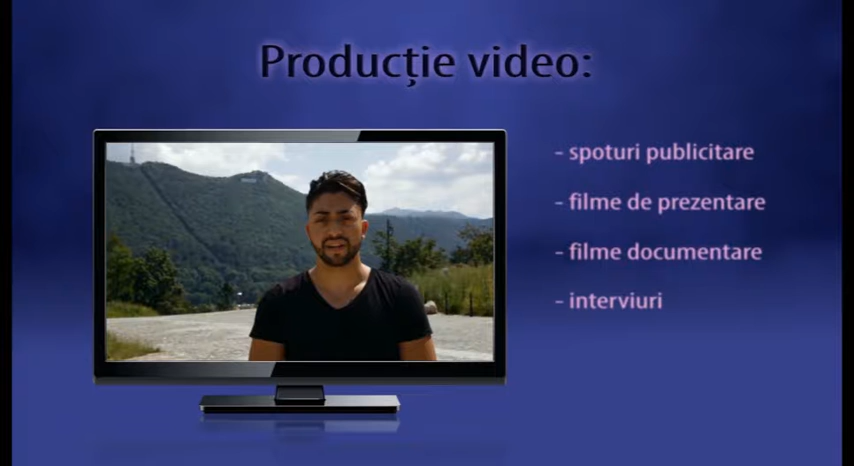 Producție video:
- spoturi publicitare
- filme de prezentare
- filme documentare
- interviuri